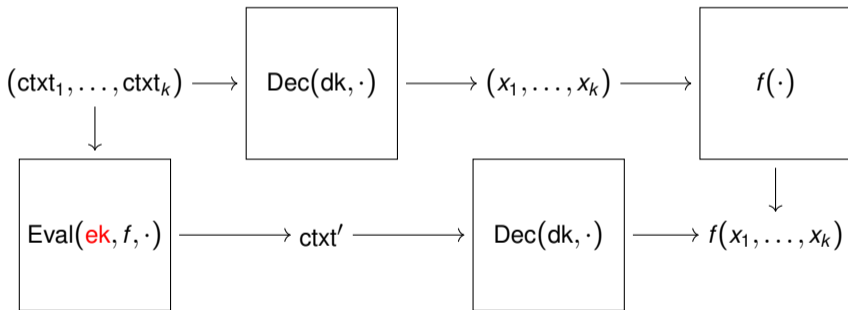 (ctxt₁, . . . , ctxtₖ) Dec(dk, ·) (x₁, . . . , xₖ) f(·)
Eval(ek, f, ·) ctxt′ Dec(dk, ·) f(x₁, . . . , xₖ)